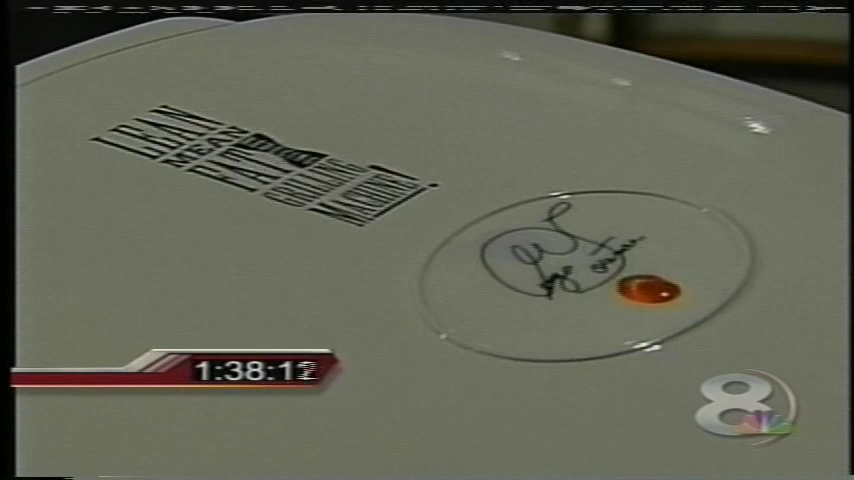 LEAN
MEAN
FAT
GRILLING
MACHINE!
1:38:12
8